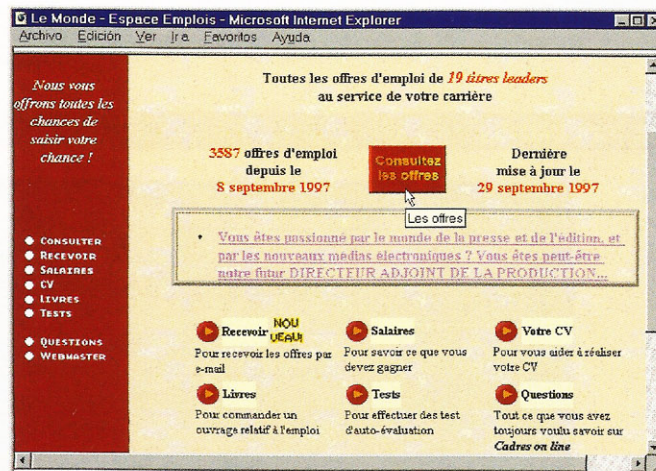 Le Monde - Espace Emplois - Microsoft Internet Explorer
Archivo Edición Ver Ir a Favoritos Ayuda
Nous vous
offrons toutes les
chances de
saisir votre
chance !
CONSULTER
RECEVOIR
SALAIRES
CV
LIVRES
TESTS
QUESTIONS
WEBMASTER
Toutes les offres d'emploi de 19 titres leaders
au service de votre carrière
3587 offres d'emploi
depuis le
8 septembre 1997
Consultez
les offres
Dernière
mise à jour le
29 septembre 1997
Les offres
• Vous êtes passionné par le monde de la presse et de l'édition, et
par les nouveaux medias électroniques ? Vous êtes peut-être
notre futur DIRECTEUR ADJOINT DE LA PRODUCTION...
Recevoir NOU
VEAU!
Pour recevoir les offres par
e-mail
Salaires
Pour savoir ce que vous
devez gagner
Votre CV
Pour vous aider à réaliser
votre CV
Livres
Pour commander un
ouvrage relatif à l'emploi
Tests
Pour effectuer des test
d'auto-évaluation
Questions
Tout ce que vous avez
toujours voulu savoir sur
Cadres on line